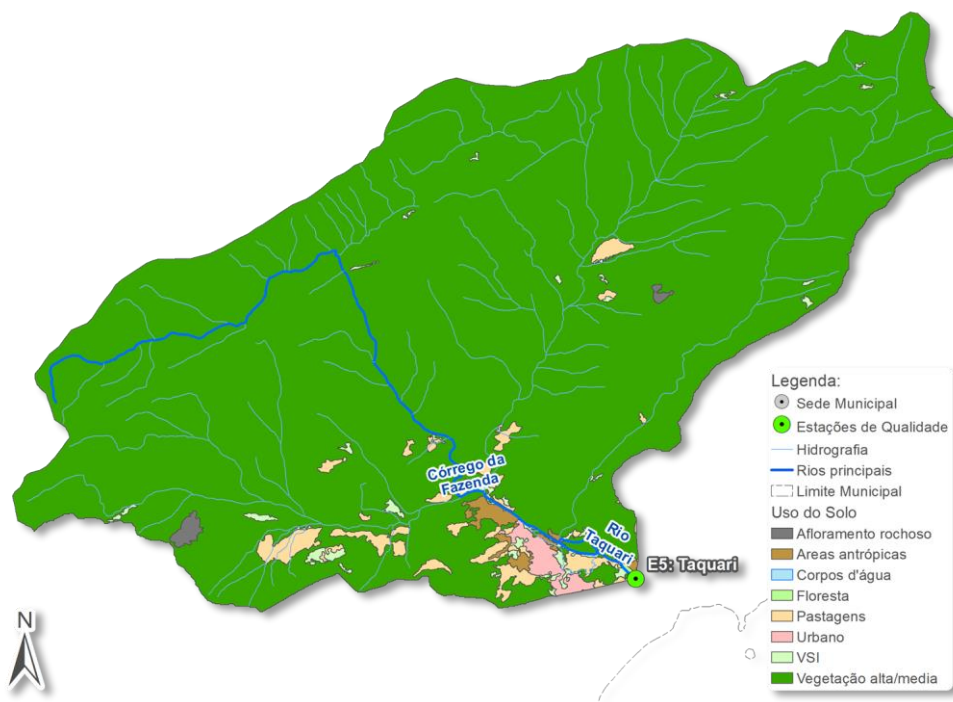 Córrego da
Fazenda
Rio
Taquari
E5: Taquari
N
Legenda:
Sede Municipal
Estações de Qualidade
Hidrografia
Rios principais
Limite Municipal
Uso do Solo
Afloramento rochoso
Areas antrópicas
Corpos d'água
Floresta
Pastagens
Urbano
VSI
Vegetação alta/media